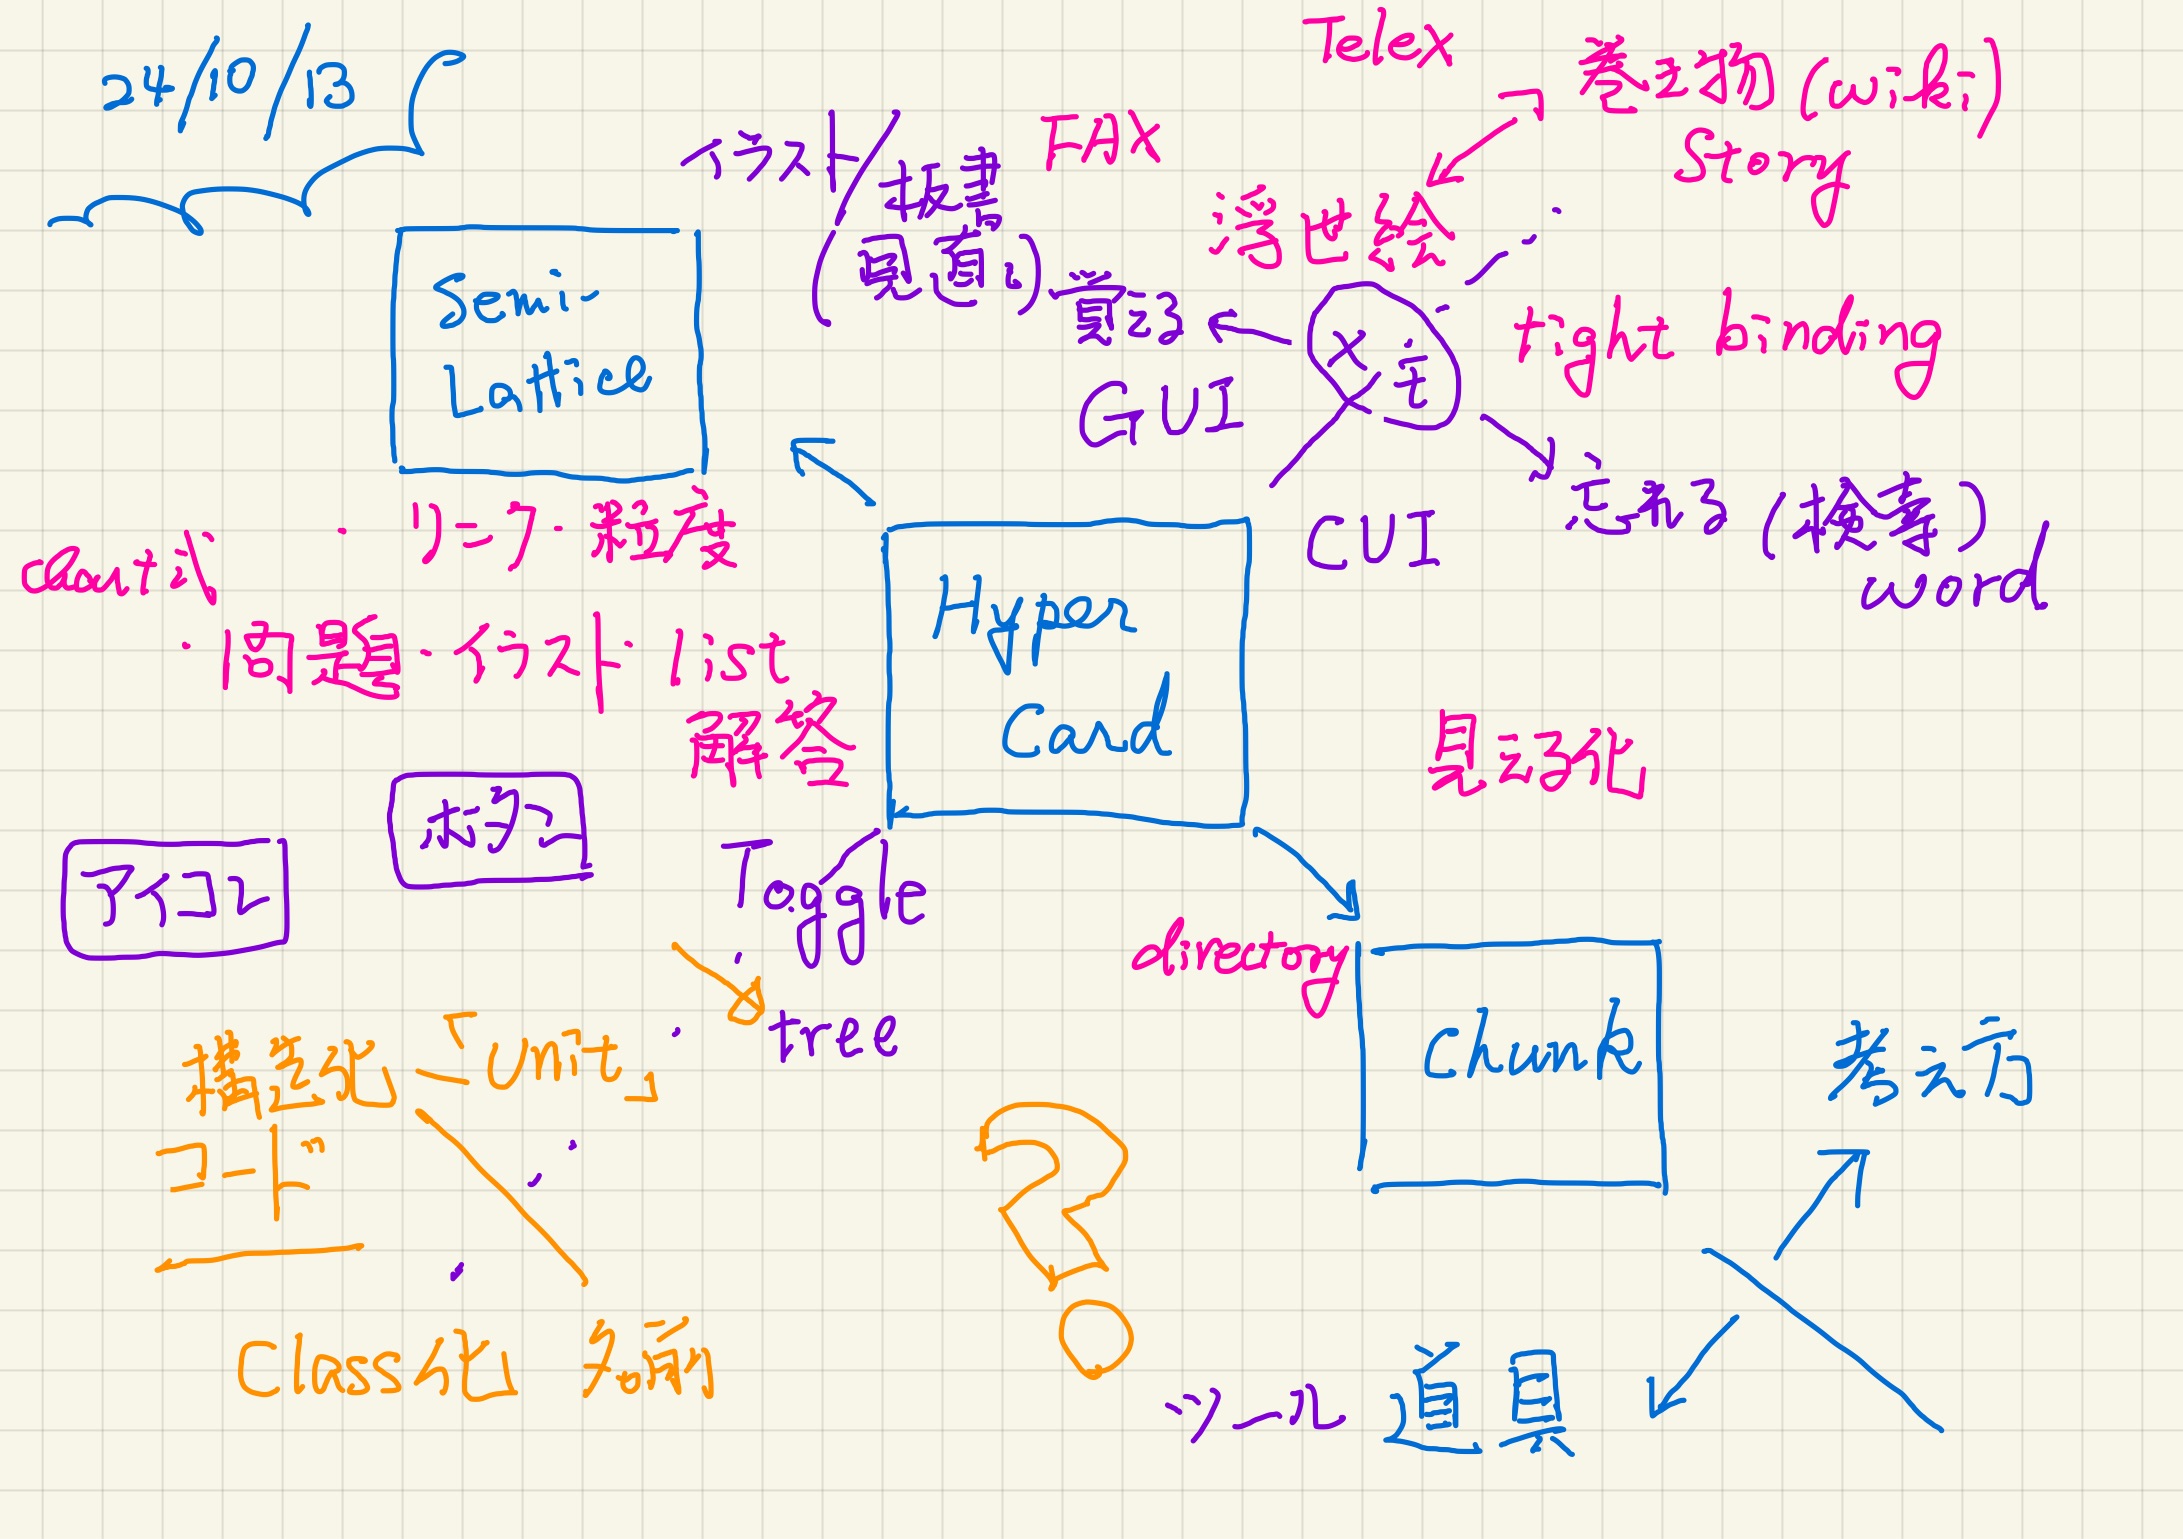 24/10/13
Telex
巻き物 (wiki)
Story
イラスト/板書
(見直し)
FAX
浮世絵
覚える
メモ
tight binding
GUI
CUI
忘れる (検索)
word
Semi-
Lattice
chart式
・リンク・粒度
・問題・イラスト list
解答
Hyper
Card
見える化
ボタン
アイコン
Toggle
tree
directory
Chunk
考え方
構造化
コード
「Unit」
Class化 名前
?
ツール 道具